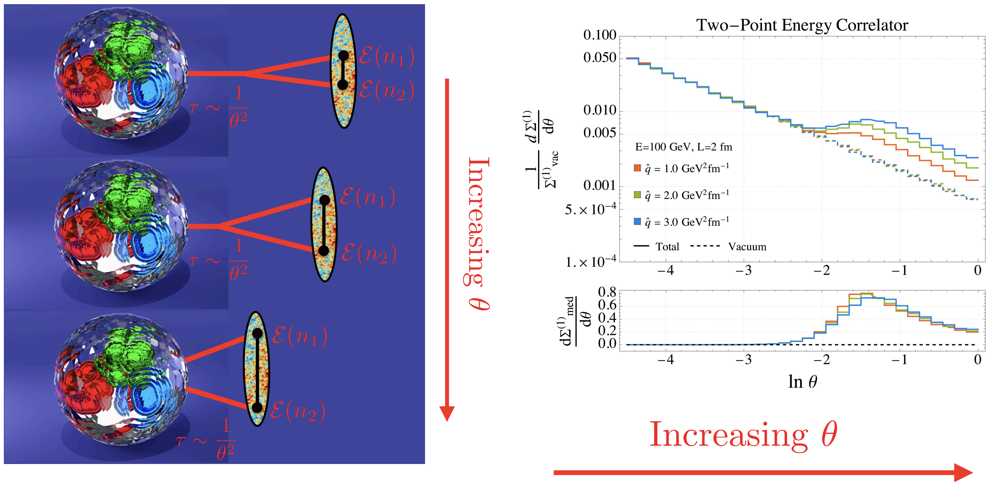 ℰ(n₁)
ℰ(n₂)
τ ~ 1/θ²
ℰ(n₁)
ℰ(n₂)
τ ~ 1/θ²
ℰ(n₁)
ℰ(n₂)
τ ~ 1/θ²
Increasing θ
Two−Point Energy Correlator
1/Σ⁽¹⁾vac d Σ⁽¹⁾/dθ
0.100
0.050
0.010
0.005
0.001
5.×10⁻⁴
1.×10⁻⁴
E=100 GeV, L=2 fm
q̂ = 1.0 GeV²fm⁻¹
q̂ = 2.0 GeV²fm⁻¹
q̂ = 3.0 GeV²fm⁻¹
Total Vacuum
−4 −3 −2 −1 0
dΣ⁽¹⁾med/dθ
0.8
0.6
0.4
0.2
0.0
−4 −3 −2 −1 0
ln θ
Increasing θ